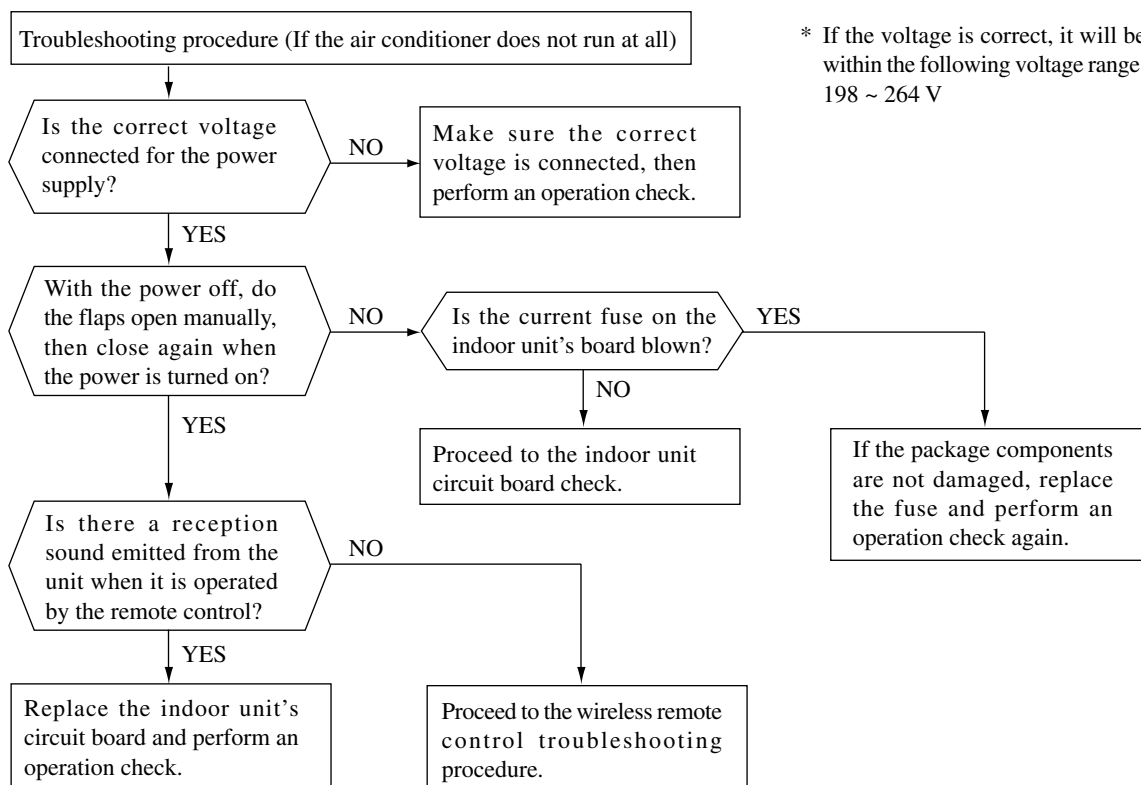 Troubleshooting procedure (If the air conditioner does not run at all)
* If the voltage is correct, it will be
within the following voltage range
198 ~ 264 V
Is the correct voltage
connected for the power
supply?
NO
Make sure the correct
voltage is connected, then
perform an operation check.
YES
With the power off, do
the flaps open manually,
then close again when
the power is turned on?
NO
Is the current fuse on the
indoor unit's board blown?
YES
NO
YES
Proceed to the indoor unit
circuit board check.
If the package components
are not damaged, replace
the fuse and perform an
operation check again.
Is there a reception
sound emitted from the
unit when it is operated
by the remote control?
NO
YES
Replace the indoor unit's
circuit board and perform an
operation check.
Proceed to the wireless remote
control troubleshooting
procedure.